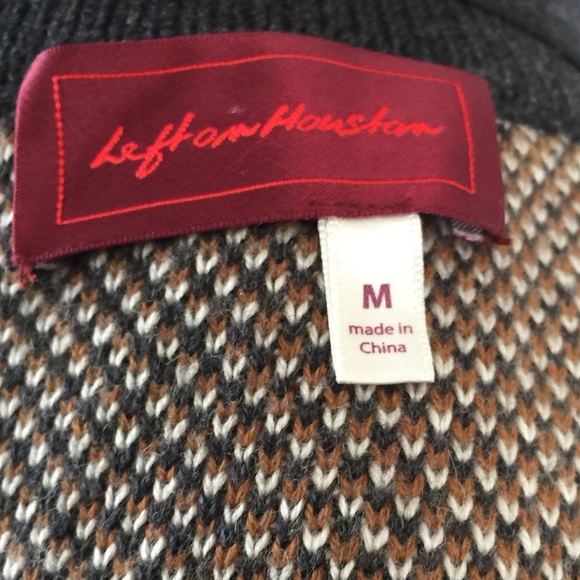 Left on Houston
M
made in
China